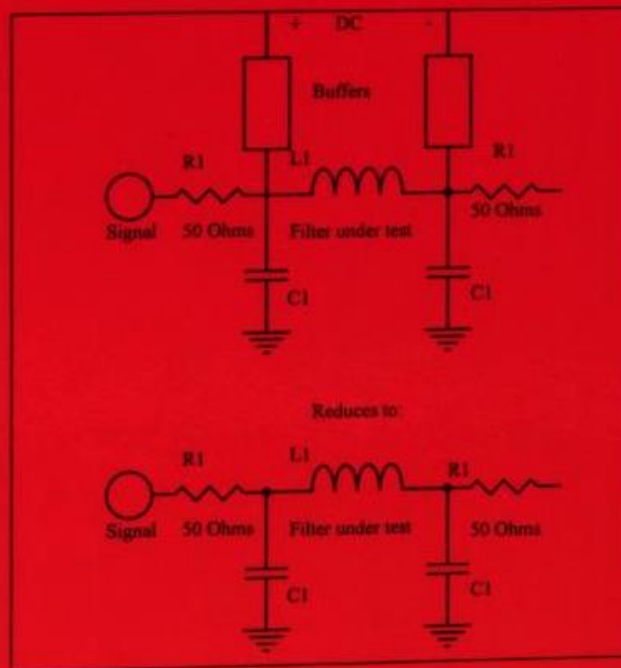 + DC -
Buffers
R1 L1 R1
Signal 50 Ohms Filter under test 50 Ohms
C1 C1
Reduces to:
R1 L1 R1
Signal 50 Ohms Filter under test 50 Ohms
C1 C1